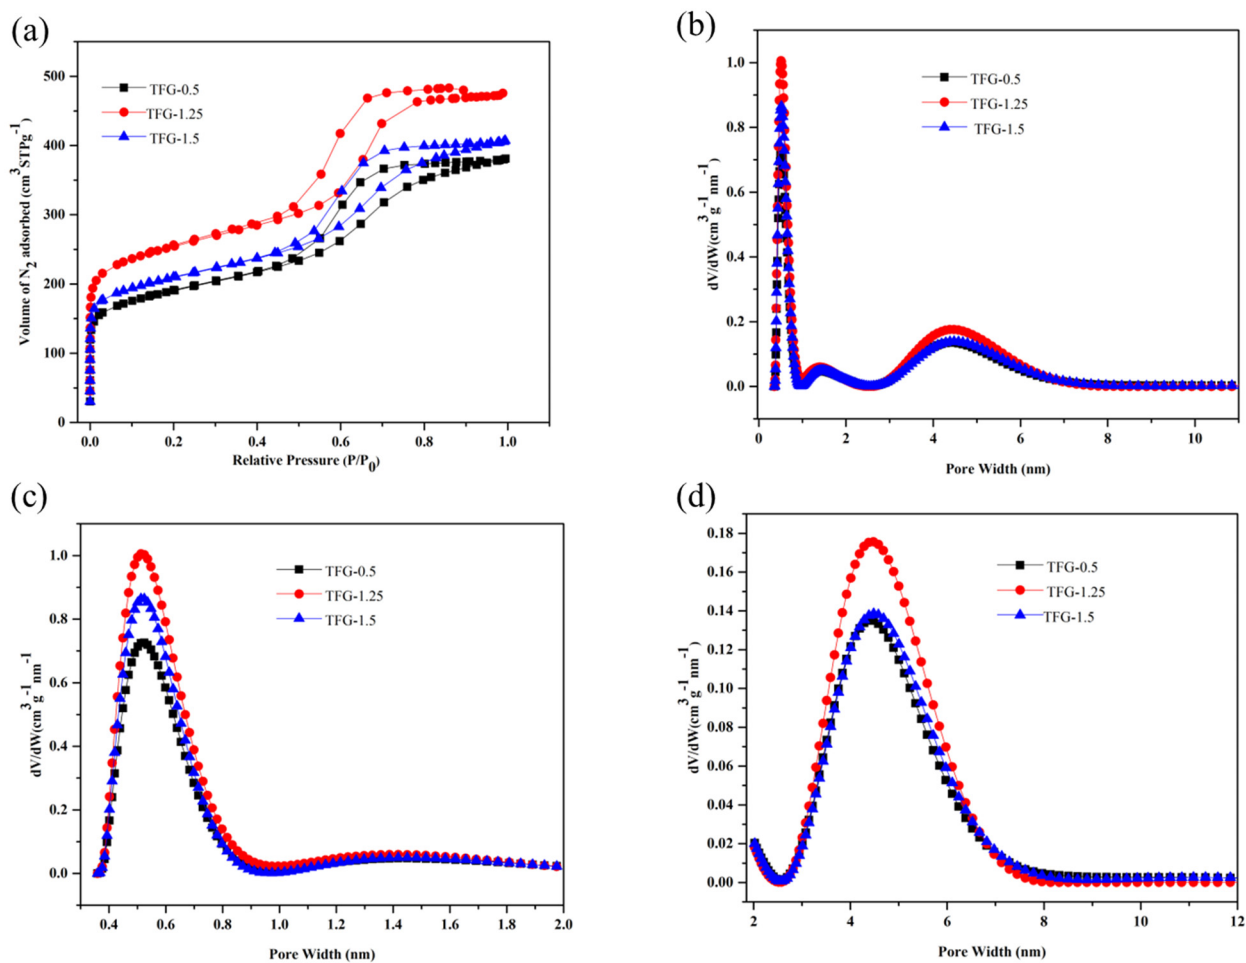 (a)
500
400
300
200
100
0
0.0 0.2 0.4 0.6 0.8 1.0
Volume of N2 adsorbed (cm3STPg-1)
Relative Pressure (P/P0)
TFG-0.5
TFG-1.25
TFG-1.5
(b)
1.0
0.8
0.6
0.4
0.2
0.0
0 2 4 6 8 10
dV/dW(cm3g-1nm-1)
Pore Width (nm)
TFG-0.5
TFG-1.25
TFG-1.5
(c)
1.0
0.8
0.6
0.4
0.2
0.0
0.4 0.6 0.8 1.0 1.2 1.4 1.6 1.8 2.0
dV/dW(cm3g-1nm-1)
Pore Width (nm)
TFG-0.5
TFG-1.25
TFG-1.5
(d)
0.18
0.16
0.14
0.12
0.10
0.08
0.06
0.04
0.02
0.00
2 4 6 8 10 12
dV/dW(cm3g-1nm-1)
Pore Width (nm)
TFG-0.5
TFG-1.25
TFG-1.5